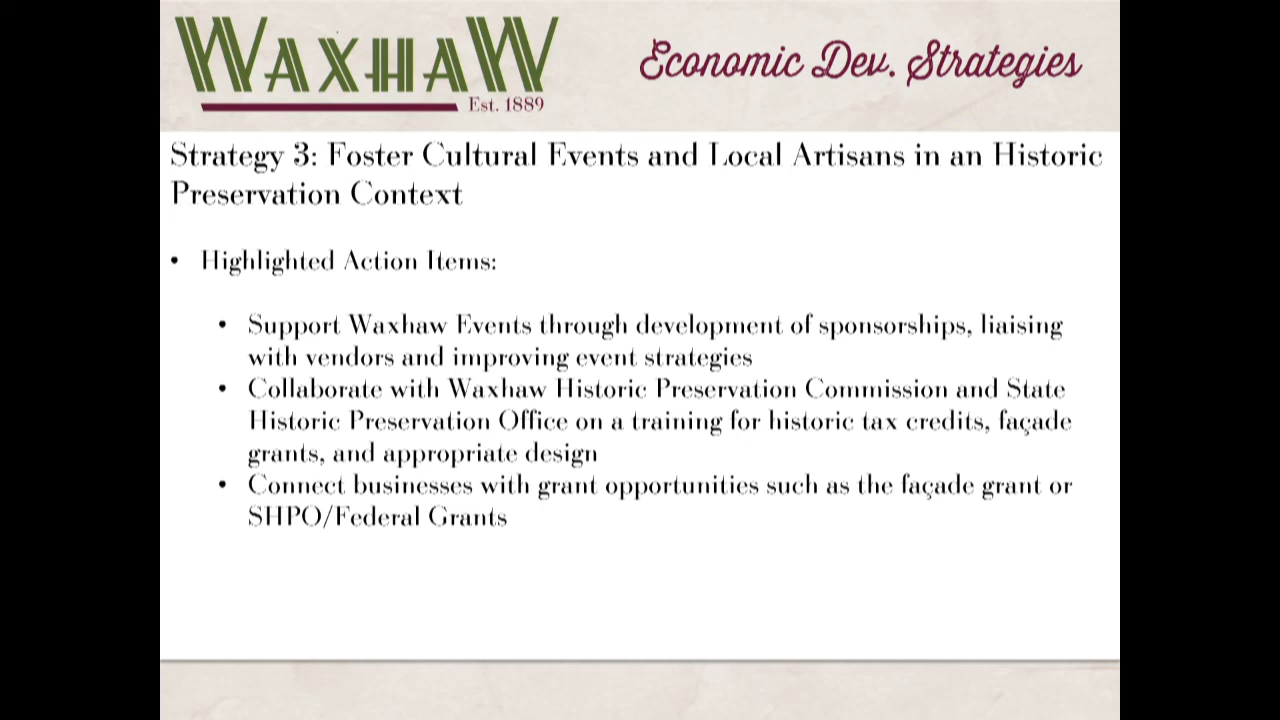 WAXHAW
Est. 1889
Economic Dev. Strategies
Strategy 3: Foster Cultural Events and Local Artisans in an Historic
Preservation Context
• Highlighted Action Items:
• Support Waxhaw Events through development of sponsorships, liaising
with vendors and improving event strategies
• Collaborate with Waxhaw Historic Preservation Commission and State
Historic Preservation Office on a training for historic tax credits, façade
grants, and appropriate design
• Connect businesses with grant opportunities such as the façade grant or
SHPO/Federal Grants